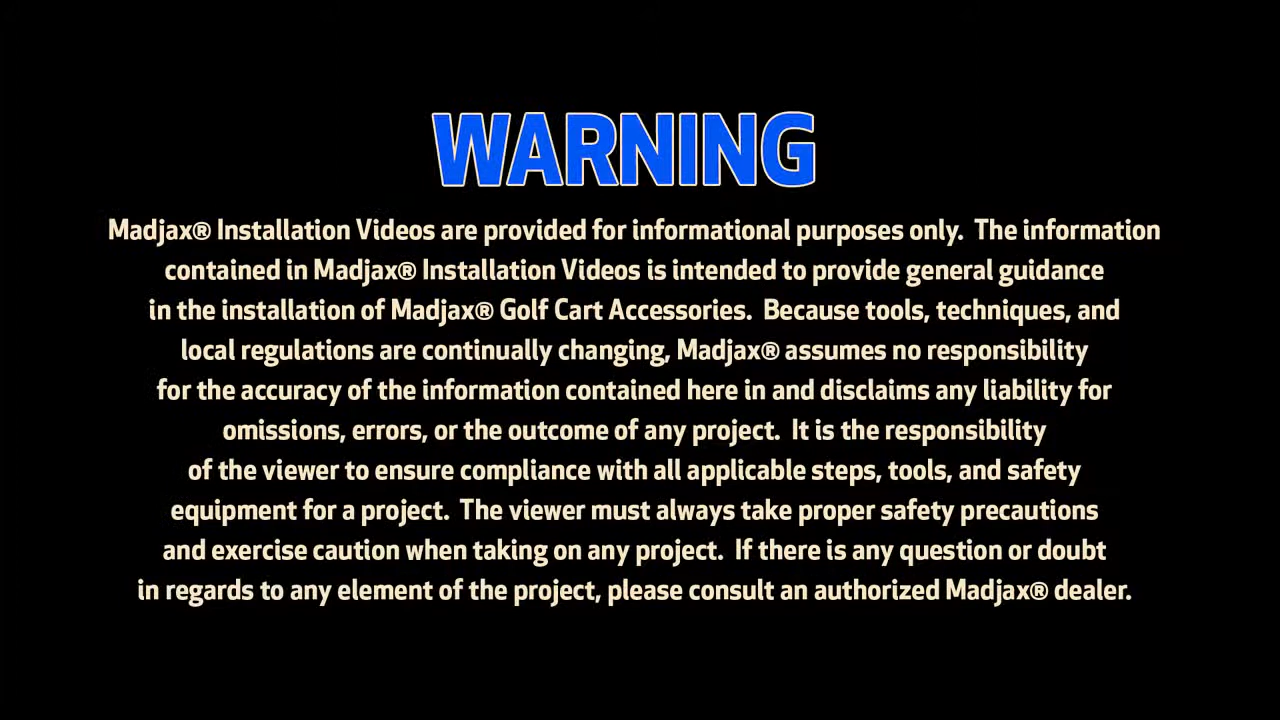 WARNING
Madjax® Installation Videos are provided for informational purposes only.  The information
contained in Madjax® Installation Videos is intended to provide general guidance
in the installation of Madjax® Golf Cart Accessories.  Because tools, techniques, and
local regulations are continually changing, Madjax® assumes no responsibility
for the accuracy of the information contained here in and disclaims any liability for
omissions, errors, or the outcome of any project.  It is the responsibility
of the viewer to ensure compliance with all applicable steps, tools, and safety
equipment for a project.  The viewer must always take proper safety precautions
and exercise caution when taking on any project.  If there is any question or doubt
in regards to any element of the project, please consult an authorized Madjax® dealer.